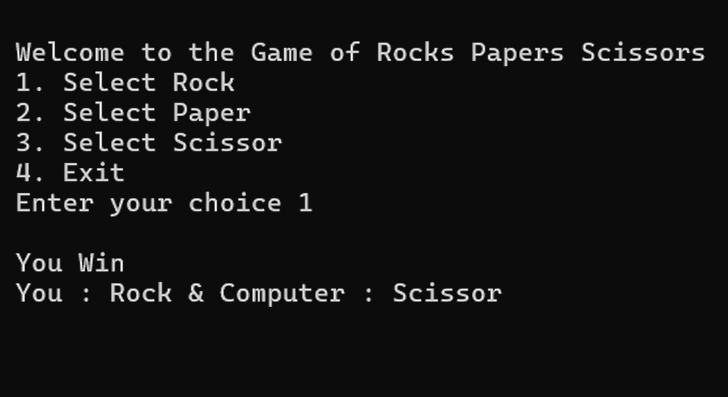 Welcome to the Game of Rocks Papers Scissors
1. Select Rock
2. Select Paper
3. Select Scissor
4. Exit
Enter your choice 1
You Win
You : Rock & Computer : Scissor